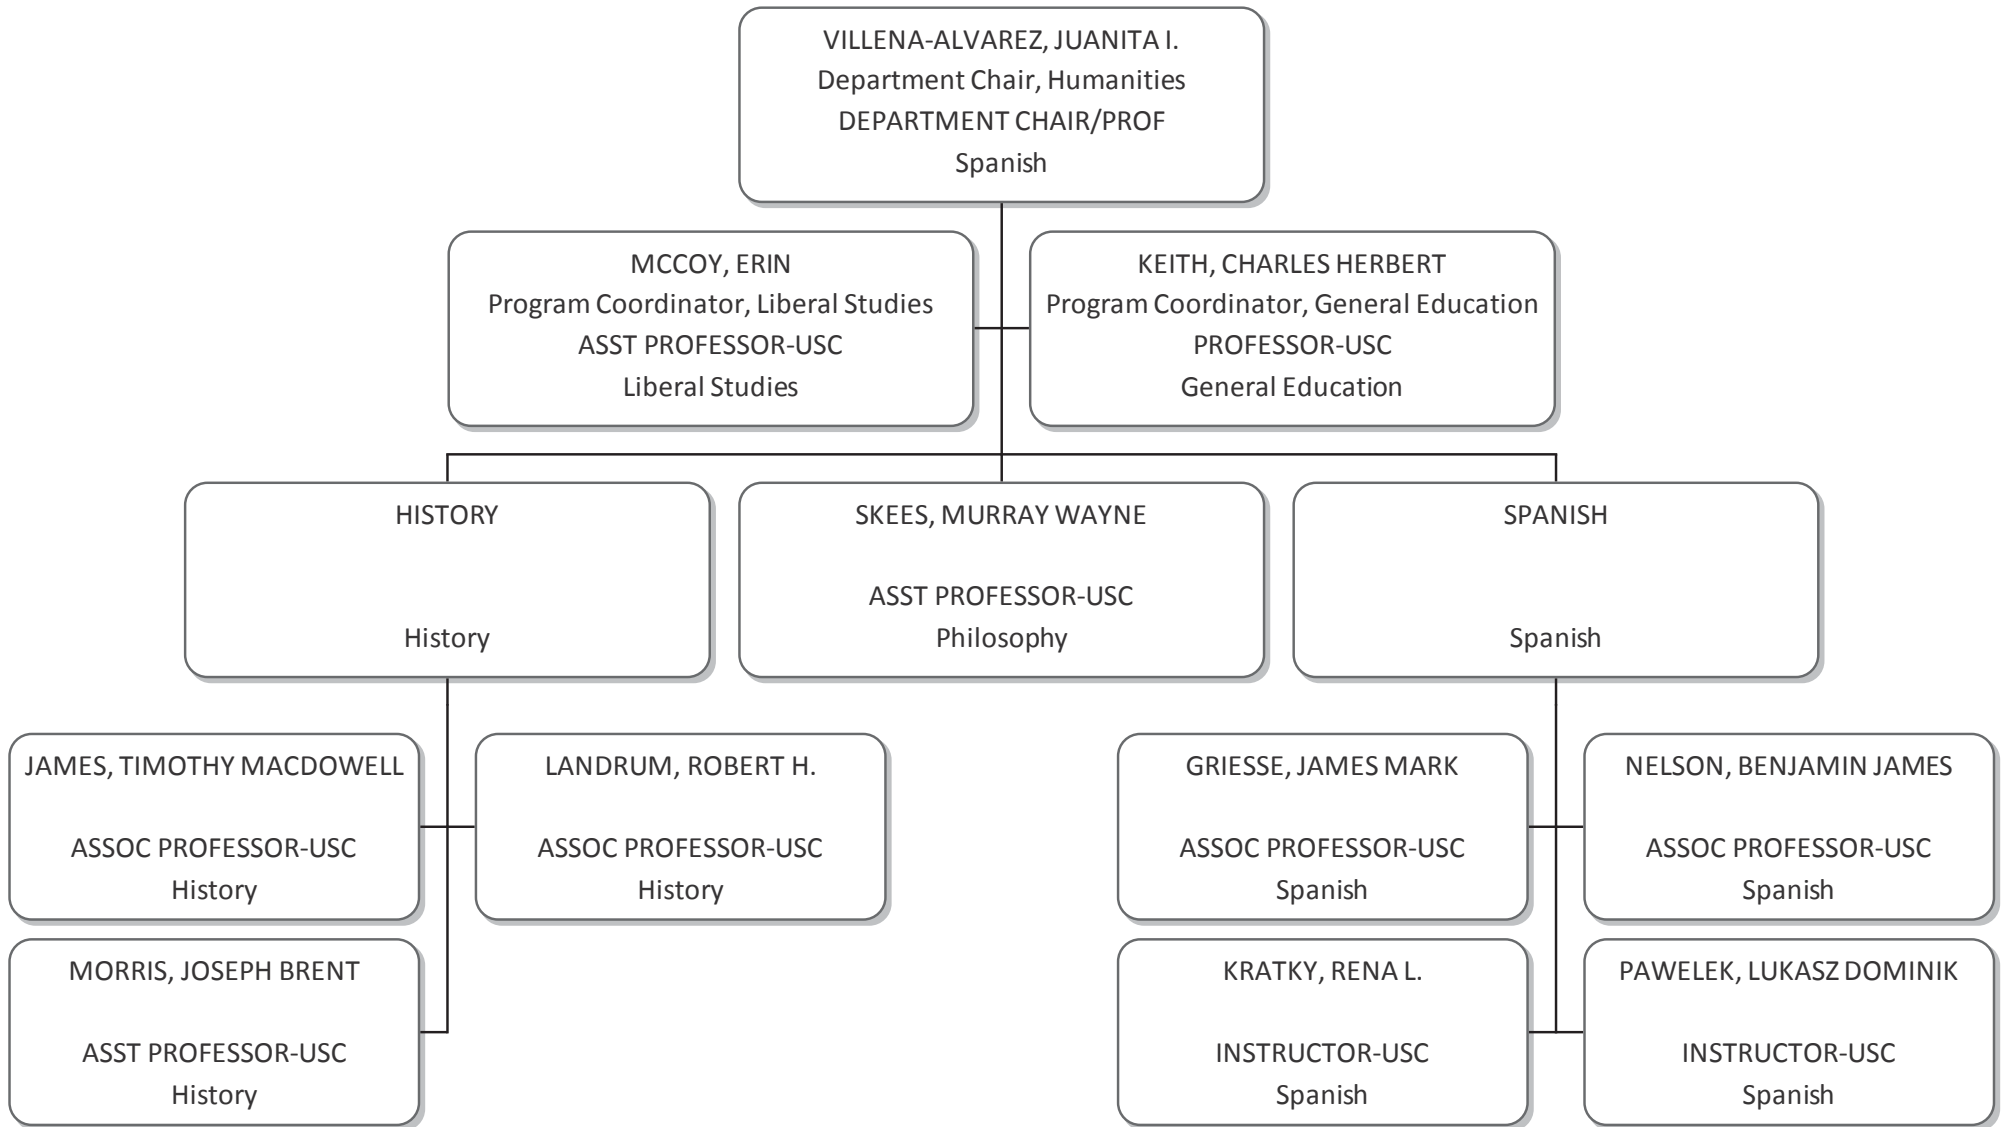 VILLENA-ALVAREZ, JUANITA I.
Department Chair, Humanities
DEPARTMENT CHAIR/PROF
Spanish
MCCOY, ERIN
Program Coordinator, Liberal Studies
ASST PROFESSOR-USC
Liberal Studies
KEITH, CHARLES HERBERT
Program Coordinator, General Education
PROFESSOR-USC
General Education
HISTORY
History
SKEES, MURRAY WAYNE
ASST PROFESSOR-USC
Philosophy
SPANISH
Spanish
JAMES, TIMOTHY MACDOWELL
ASSOC PROFESSOR-USC
History
LANDRUM, ROBERT H.
ASSOC PROFESSOR-USC
History
MORRIS, JOSEPH BRENT
ASST PROFESSOR-USC
History
GRIESSE, JAMES MARK
ASSOC PROFESSOR-USC
Spanish
NELSON, BENJAMIN JAMES
ASSOC PROFESSOR-USC
Spanish
KRATKY, RENA L.
INSTRUCTOR-USC
Spanish
PAWELEK, LUKASZ DOMINIK
INSTRUCTOR-USC
Spanish